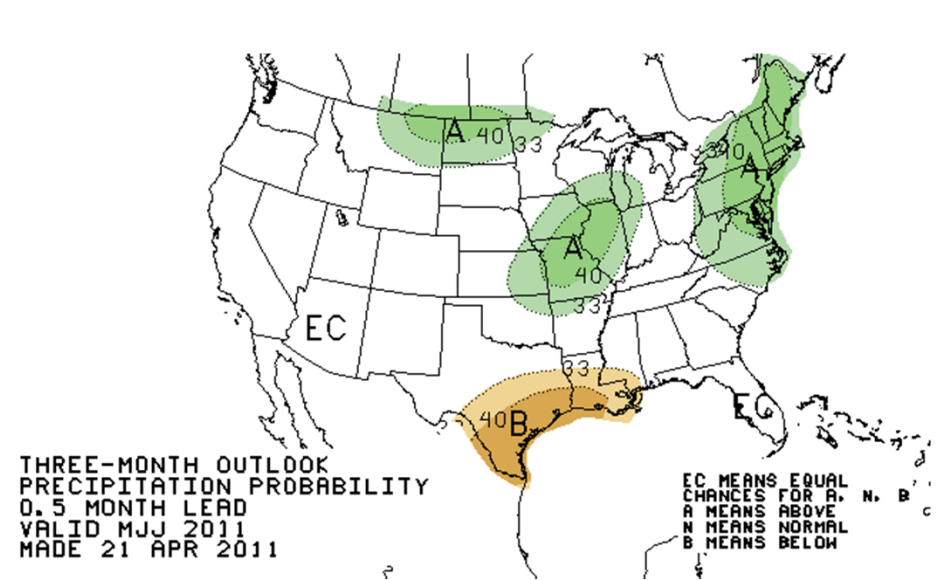 A 40 33
33 40
A
A
40
33
EC
33
40 B
EC
THREE-MONTH OUTLOOK
PRECIPITATION PROBABILITY
0.5 MONTH LEAD
VALID MJJ 2011
MADE 21 APR 2011
EC MEANS EQUAL
CHANCES FOR A, N, B
A MEANS ABOVE
N MEANS NORMAL
B MEANS BELOW